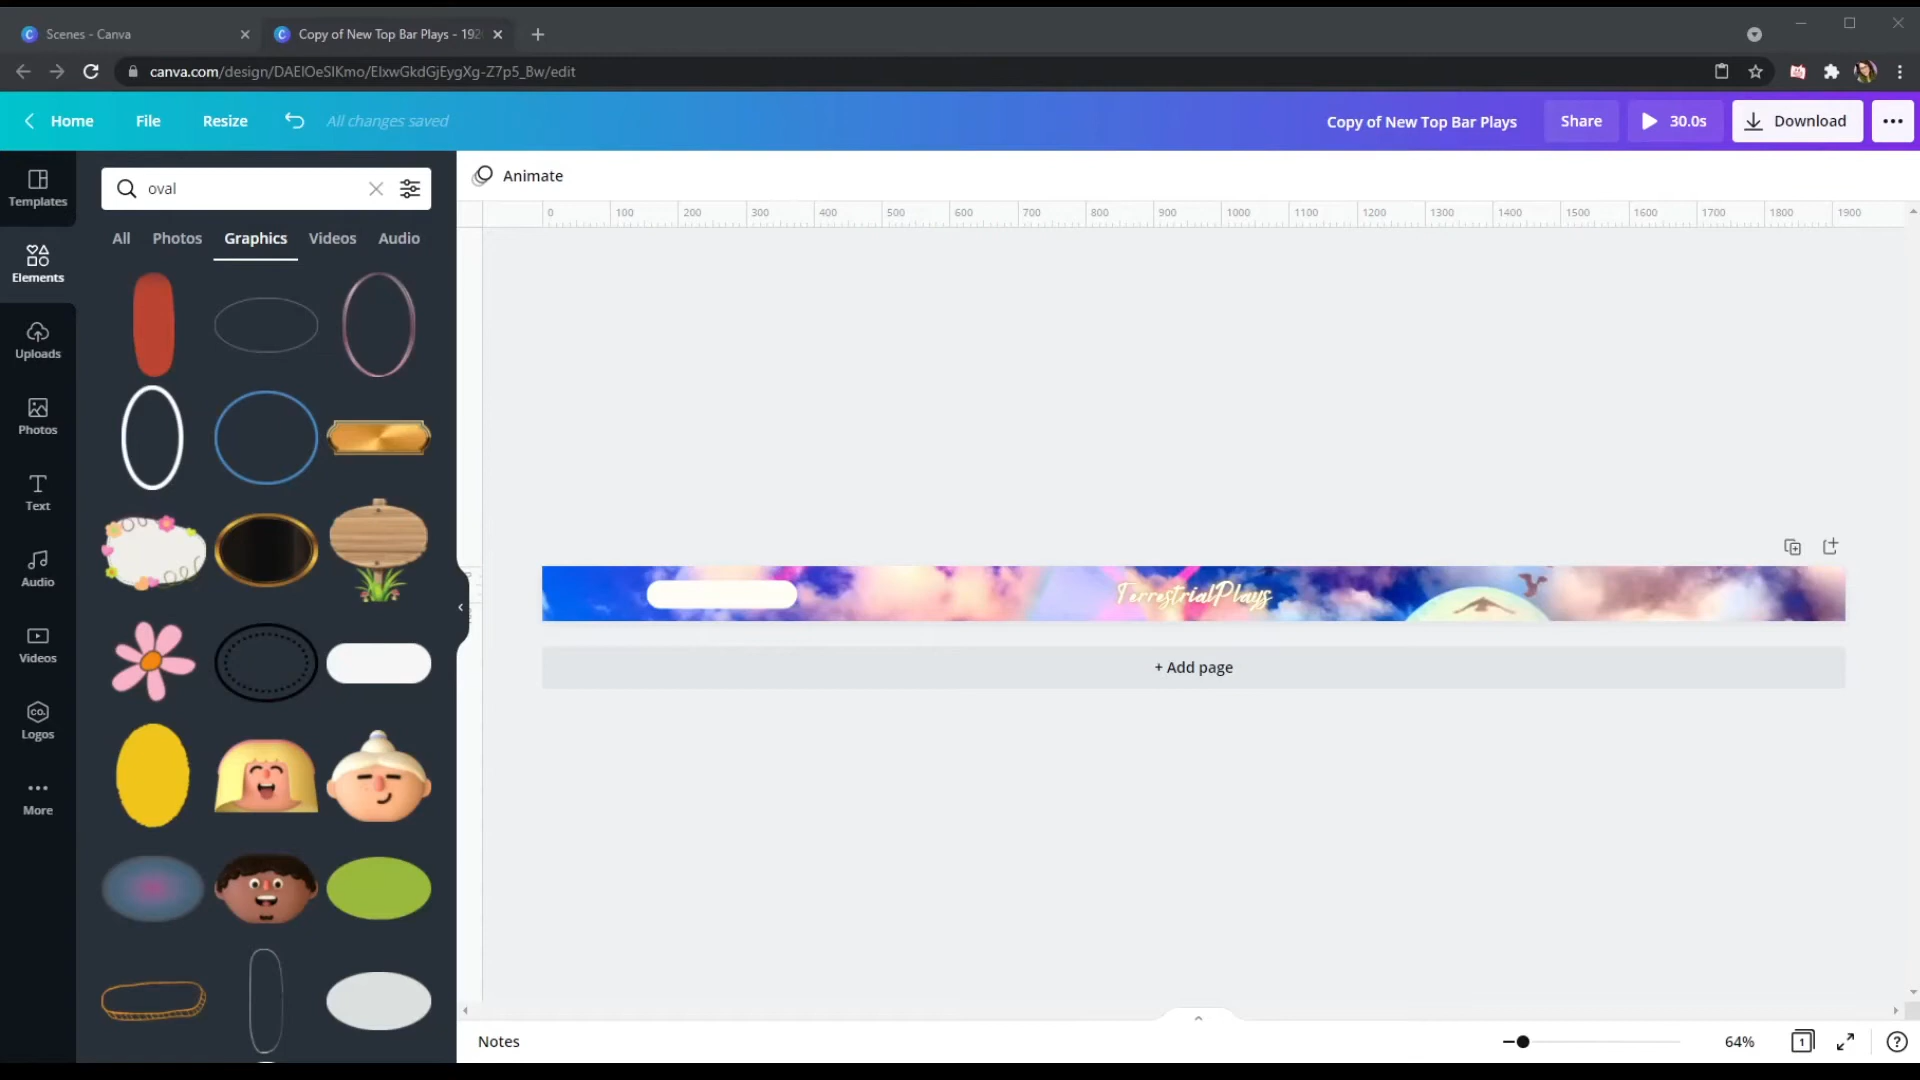 Scenes - Canva
Copy of New Top Bar Plays - 192
canva.com/design/DAEIOeSIKmo/EIxwGkdGjEygXg-Z7p5_Bw/edit
Home
File
Resize
All changes saved
Copy of New Top Bar Plays
Share
30.0s
Download
Templates
Elements
Uploads
Photos
Text
Audio
Videos
CO.
Logos
More
oval
All
Photos
Graphics
Videos
Audio
Animate
0 100 200 300 400 500 600 700 800 900 1000 1100 1200 1300 1400 1500 1600 1700 1800 1900
TerrestrialPlays
+ Add page
Notes
64%
1
?